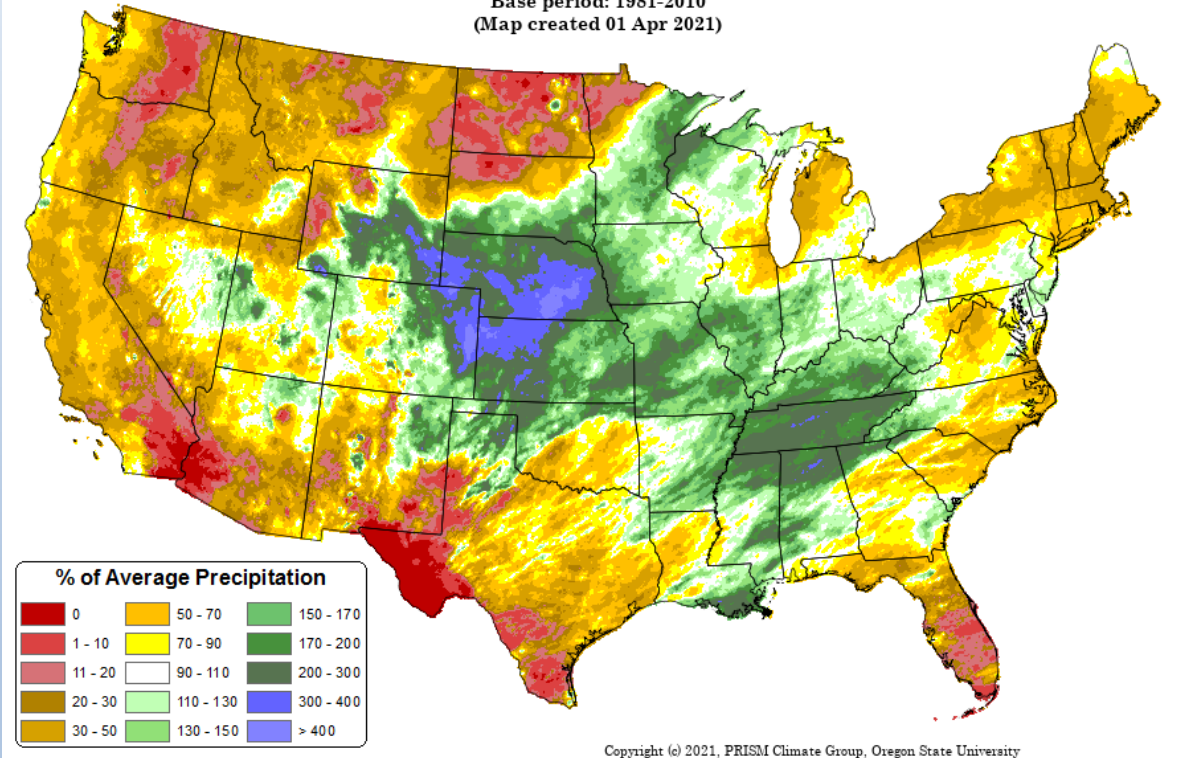 Base period: 1981-2010
(Map created 01 Apr 2021)
% of Average Precipitation
0
50 - 70
150 - 170
1 - 10
70 - 90
170 - 200
11 - 20
90 - 110
200 - 300
20 - 30
110 - 130
300 - 400
30 - 50
130 - 150
> 400
Copyright (c) 2021, PRISM Climate Group, Oregon State University